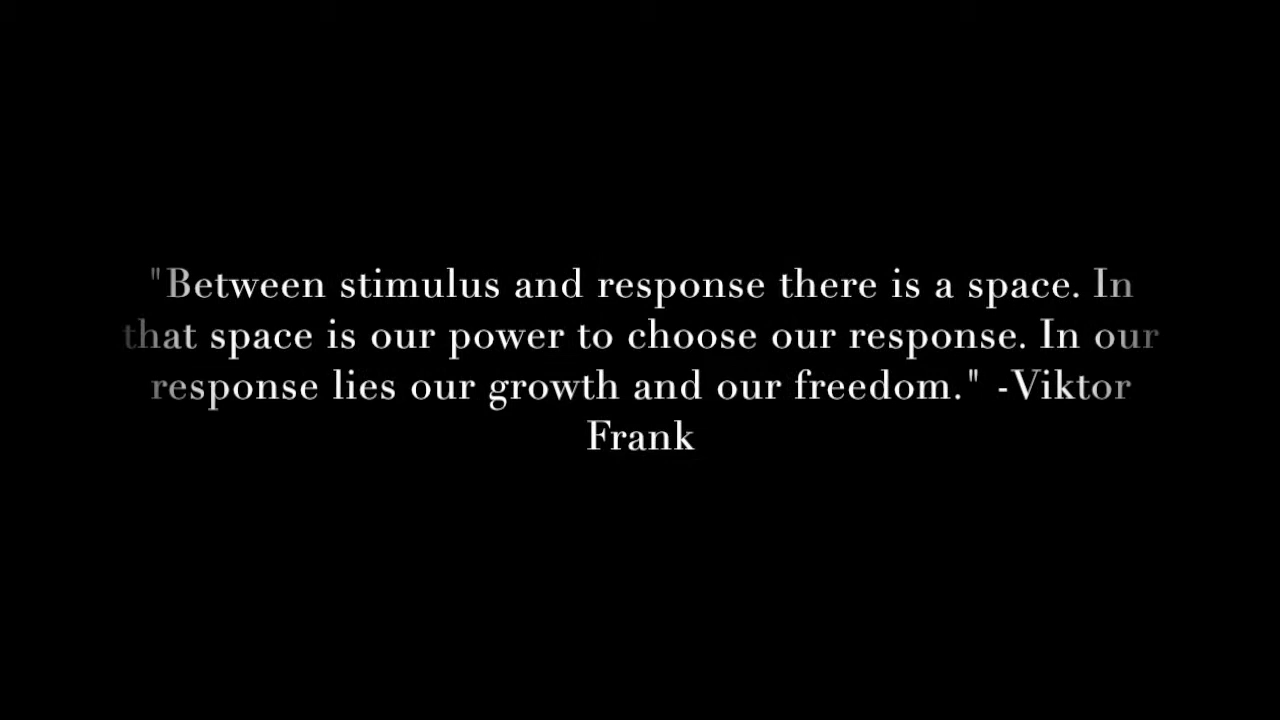 "Between stimulus and response there is a space. In
that space is our power to choose our response. In our
response lies our growth and our freedom." -Viktor
Frank